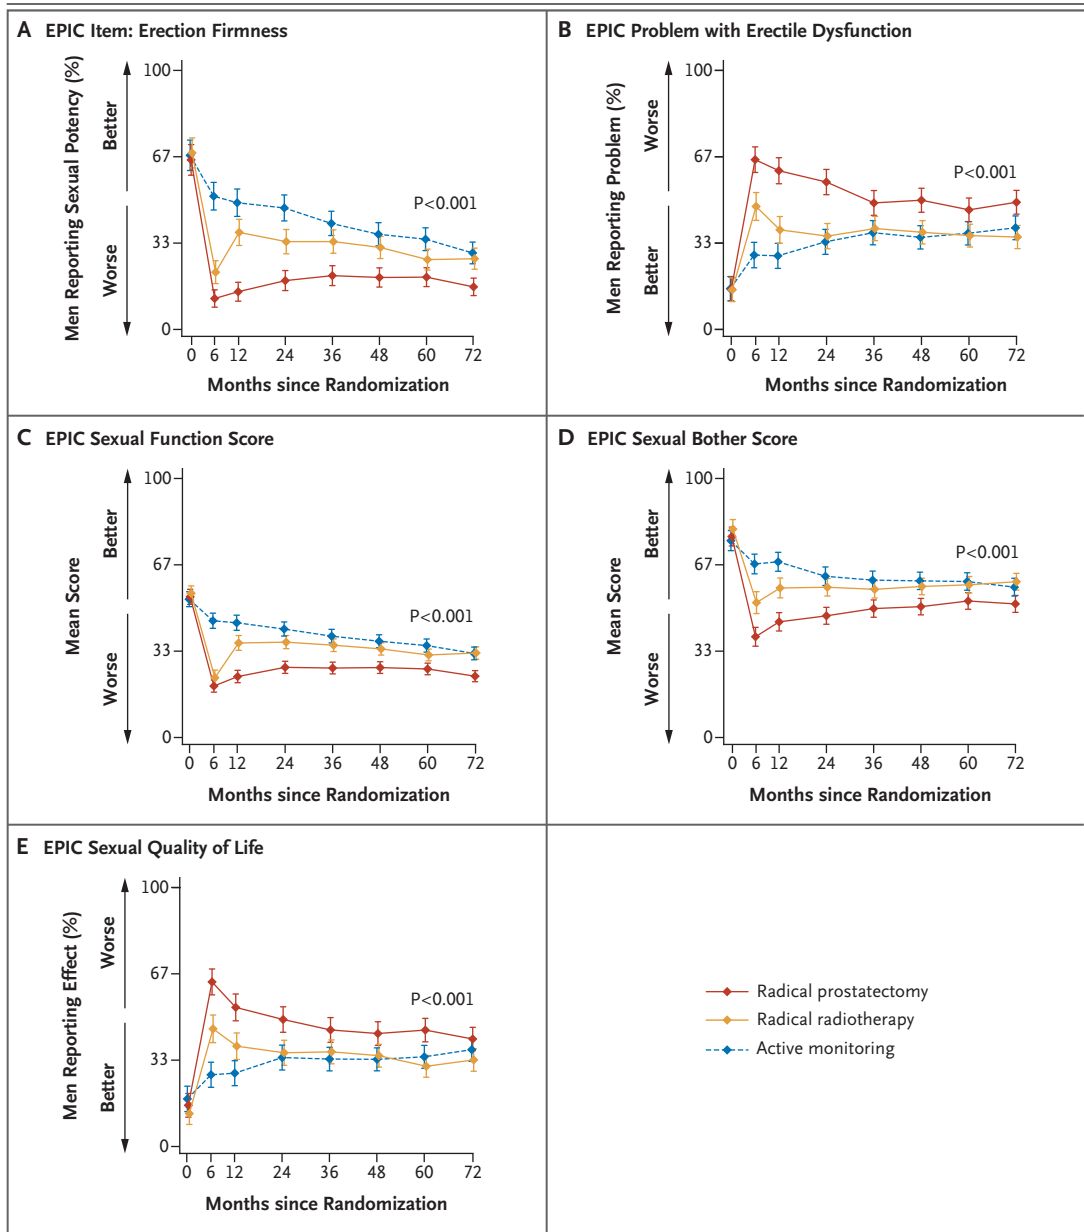 A EPIC Item: Erection Firmness
Men Reporting Sexual Potency (%)
Better
Worse
100
67
33
0
P<0.001
0 6 12 24 36 48 60 72
Months since Randomization
B EPIC Problem with Erectile Dysfunction
Men Reporting Problem (%)
Worse
Better
100
67
33
0
P<0.001
0 6 12 24 36 48 60 72
Months since Randomization
C EPIC Sexual Function Score
Mean Score
Better
Worse
100
67
33
0
P<0.001
0 6 12 24 36 48 60 72
Months since Randomization
D EPIC Sexual Bother Score
Mean Score
Better
Worse
100
67
33
0
P<0.001
0 6 12 24 36 48 60 72
Months since Randomization
E EPIC Sexual Quality of Life
Men Reporting Effect (%)
Worse
Better
100
67
33
0
P<0.001
0 6 12 24 36 48 60 72
Months since Randomization
Radical prostatectomy
Radical radiotherapy
Active monitoring